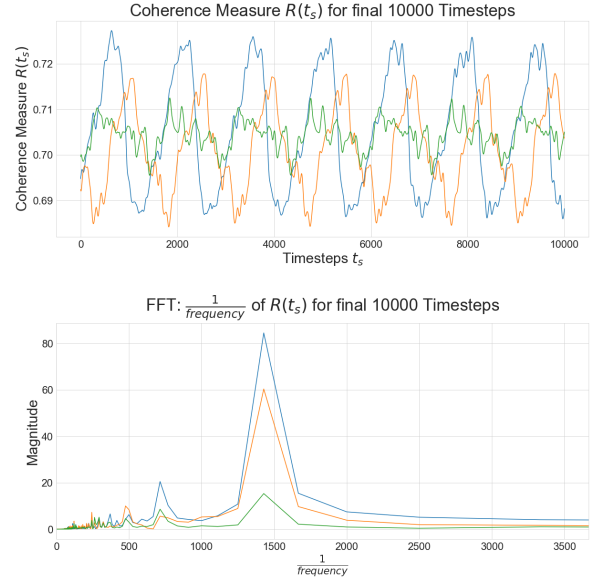 Coherence Measure R(t_s) for final 10000 Timesteps
Coherence Measure R(t_s)
0.72
0.71
0.70
0.69
0 2000 4000 6000 8000 10000
Timesteps t_s
FFT: 1/frequency of R(t_s) for final 10000 Timesteps
Magnitude
80
60
40
20
0
0 500 1000 1500 2000 2500 3000 3500
1/frequency